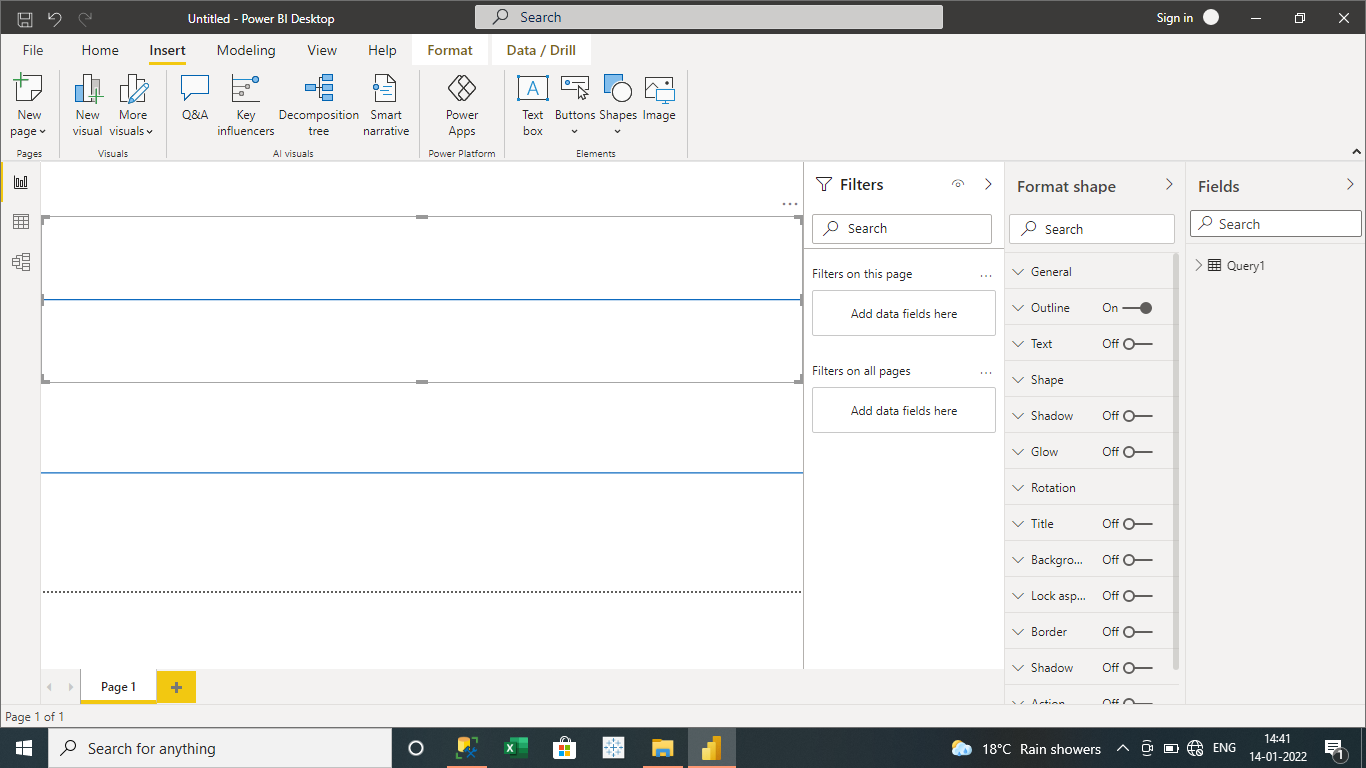 Untitled - Power BI Desktop
Search
Sign in
File
Home
Insert
Modeling
View
Help
Format
Data / Drill
New page
New visual
More visuals
Q&A
Key influencers
Decomposition tree
Smart narrative
Power Apps
Text box
Buttons
Shapes
Image
Pages
Visuals
AI visuals
Power Platform
Elements
Filters
Search
Filters on this page
Add data fields here
Filters on all pages
Add data fields here
Format shape
Search
General
Outline On
Text Off
Shape
Shadow Off
Glow Off
Rotation
Title Off
Backgro... Off
Lock asp... Off
Border Off
Shadow Off
Action Off
Fields
Search
Query1
Page 1
Page 1 of 1
Search for anything
18°C Rain showers
ENG
14:41
14-01-2022
1